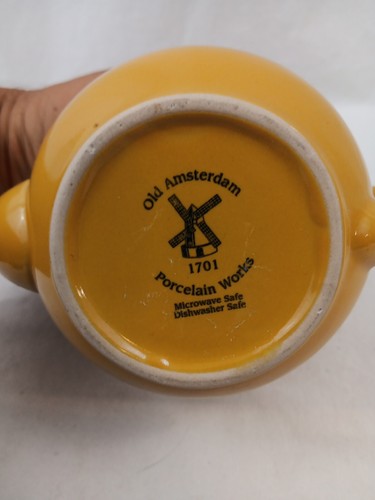 Old Amsterdam
1701
Porcelain Works
Microwave Safe
Dishwasher Safe